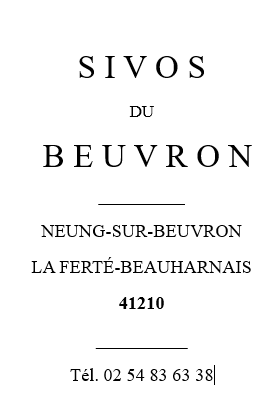 SIVOS
DU
BEUVRON
NEUNG-SUR-BEUVRON
LA FERTÉ-BEAUHARNAIS
41210
Tél. 02 54 83 63 38